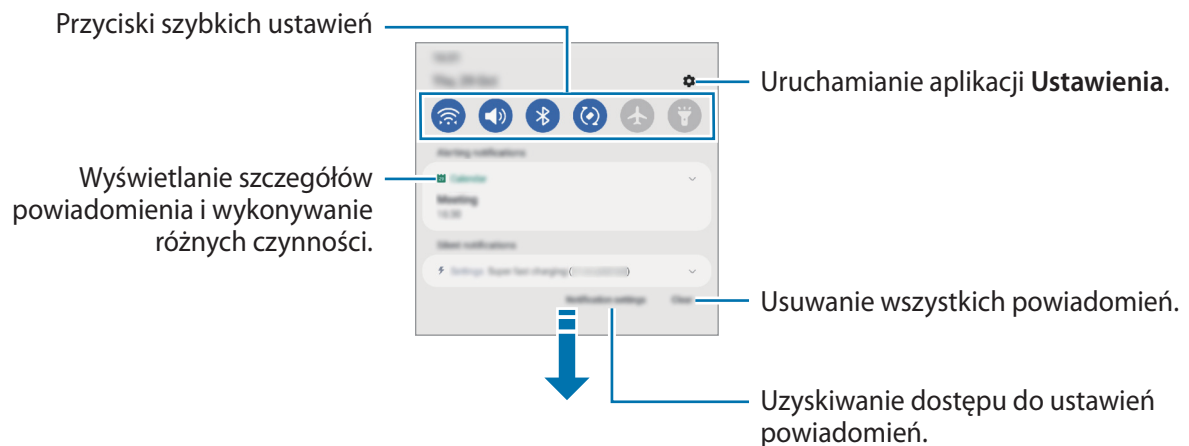 Przyciski szybkich ustawień
Uruchamianie aplikacji Ustawienia.
Alerting notifications
Wyświetlanie szczegółów
powiadomienia i wykonywanie
różnych czynności.
Calendar
Meeting
Silent notifications
Settings Super fast charging (
Notification settings Clear
Usuwanie wszystkich powiadomień.
Uzyskiwanie dostępu do ustawień
powiadomień.